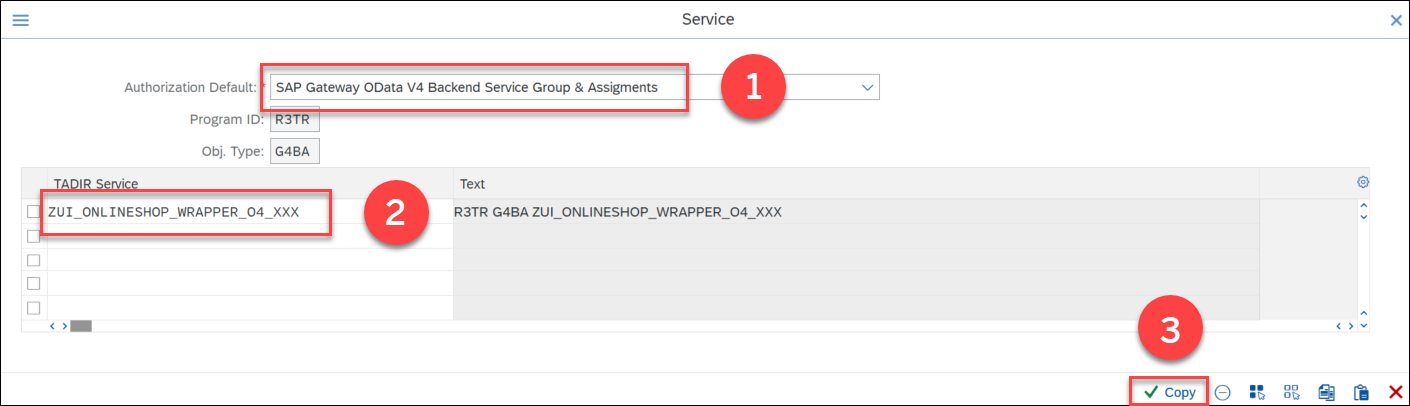 Service
Authorization Default: * SAP Gateway OData V4 Backend Service Group & Assigments
1
Program ID: R3TR
Obj. Type: G4BA
TADIR Service Text
ZUI_ONLINESHOP_WRAPPER_O4_XXX R3TR G4BA ZUI_ONLINESHOP_WRAPPER_O4_XXX
2
3
Copy